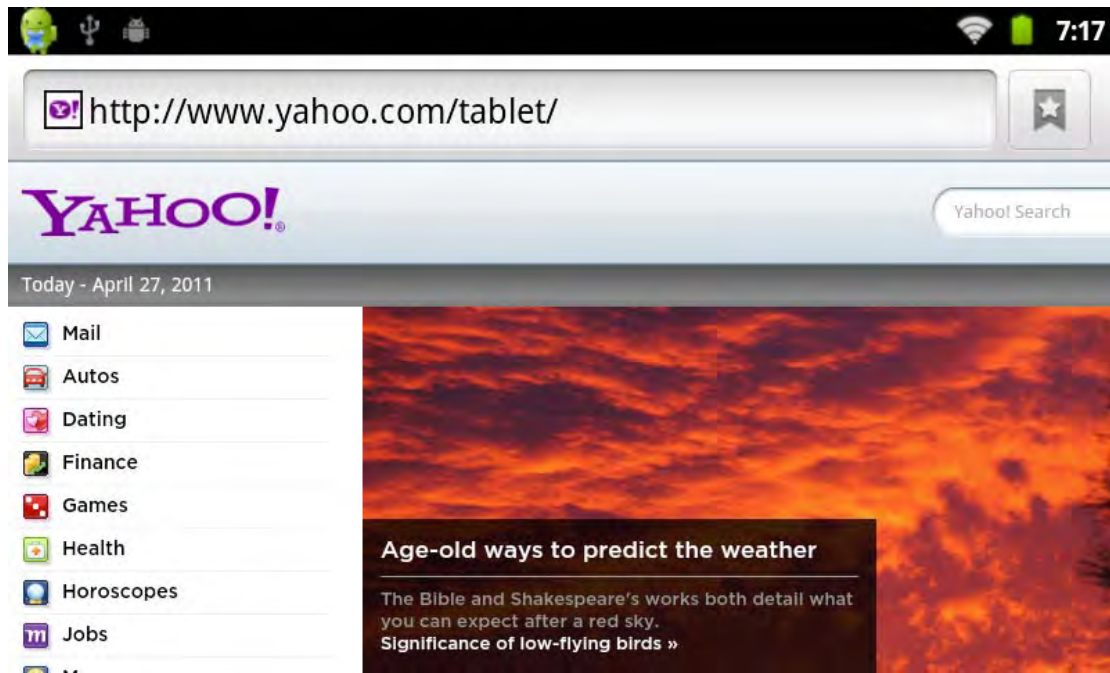 7:17
http://www.yahoo.com/tablet/
YAHOO!
Yahoo! Search
Today - April 27, 2011
Mail
Autos
Dating
Finance
Games
Health
Horoscopes
Jobs
Age-old ways to predict the weather
The Bible and Shakespeare's works both detail what
you can expect after a red sky.
Significance of low-flying birds »